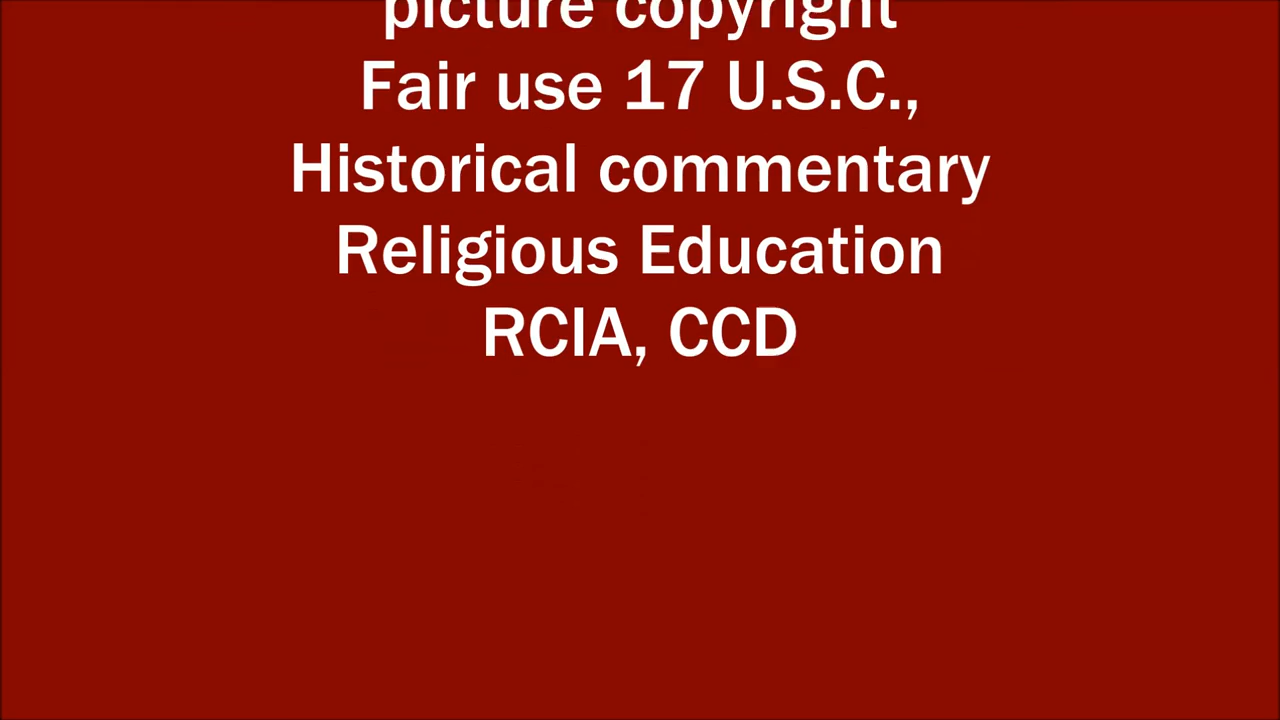 picture copyright
Fair use 17 U.S.C.,
Historical commentary
Religious Education
RCIA, CCD